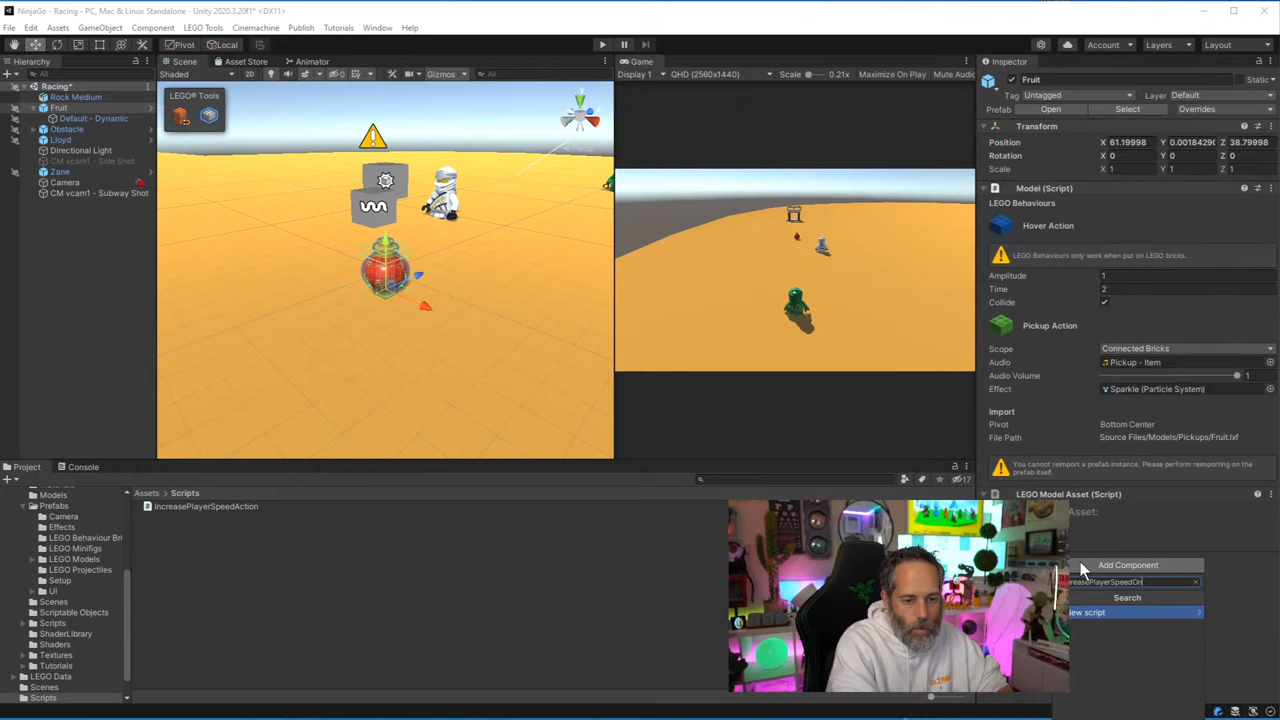 NinjaGo - Racing - PC, Mac & Linux Standalone - Unity 2020.3.20f1* <DX11>
File Edit Assets GameObject Component LEGO Tools Cinemachine Publish Tutorials Window Help
Pivot Local Account Layers Layout
Hierarchy Scene Asset Store Animator Game Inspector
All Shaded 2D 0 Gizmos All Display 1 QHD (2560x1440) Scale 0.21x Maximize On Play Mute Audio Fruit Static
Racing*
Rock Medium
Fruit
Default - Dynamic
Obstacle
Lloyd
Directional Light
CM vcam1 - Side Shot
Zane
Camera
CM vcam1 - Subway Shot
LEGO® Tools
Tag Untagged Layer Default
Prefab Open Select Overrides
Transform
Position X 61.19998 Y 0.0018429 Z 38.79998
Rotation X 0 Y 0 Z 0
Scale X 1 Y 1 Z 1
Model (Script)
LEGO Behaviours
Hover Action
LEGO Behaviours only work when put on LEGO bricks.
Amplitude 1
Time 2
Collide
Pickup Action
Scope Connected Bricks
Audio Pickup - Item
Audio Volume 1
Effect Sparkle (Particle System)
Import
Pivot Bottom Center
File Path Source Files/Models/Pickups/Fruit.lxf
You cannot reimport a prefab instance. Please perform reimporting on the
prefab itself.
LEGO Model Asset (Script)
Asset:
Add Component
reasePlayerSpeedOn
Search
New script
Project Console
17
Models
Prefabs
Camera
Effects
LEGO Behaviour Bri
LEGO Minifigs
LEGO Models
LEGO Projectiles
Setup
UI
Scenes
Scriptable Objects
Scripts
ShaderLibrary
Shaders
Textures
Tutorials
LEGO Data
Scenes
Scripts
Assets > Scripts
IncreasePlayerSpeedAction